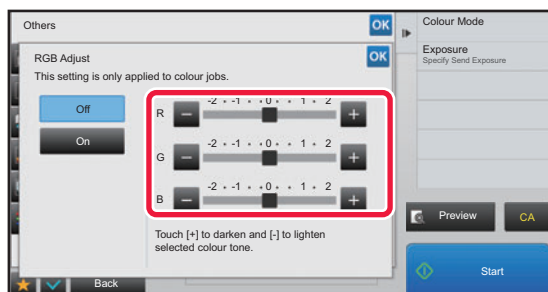 Others
OK
Colour Mode
Exposure
Specify Send Exposure
RGB Adjust
OK
This setting is only applied to colour jobs.
Off
On
-2 • -1 • • 0 • • 1 • 2
R - +
-2 • -1 • • 0 • • 1 • 2
G - +
-2 • -1 • • 0 • • 1 • 2
B - +
Touch [+] to darken and [-] to lighten
selected colour tone.
Preview
CA
Back
Start